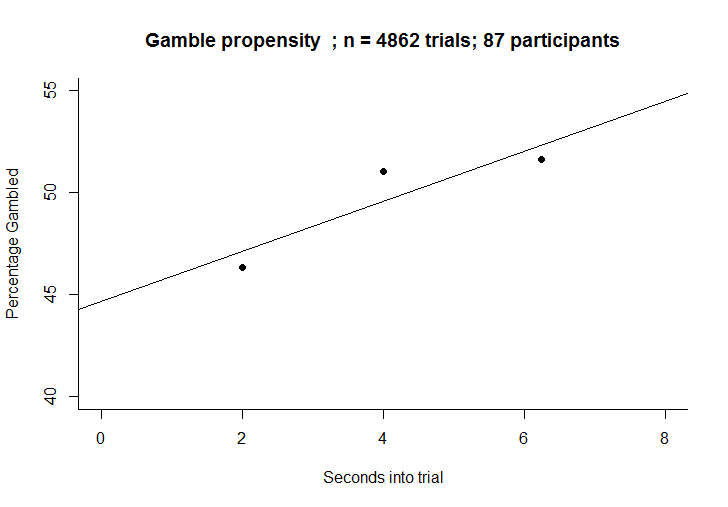 Gamble propensity  ; n = 4862 trials; 87 participants
Percentage Gambled
55
50
45
40
0 2 4 6 8
Seconds into trial